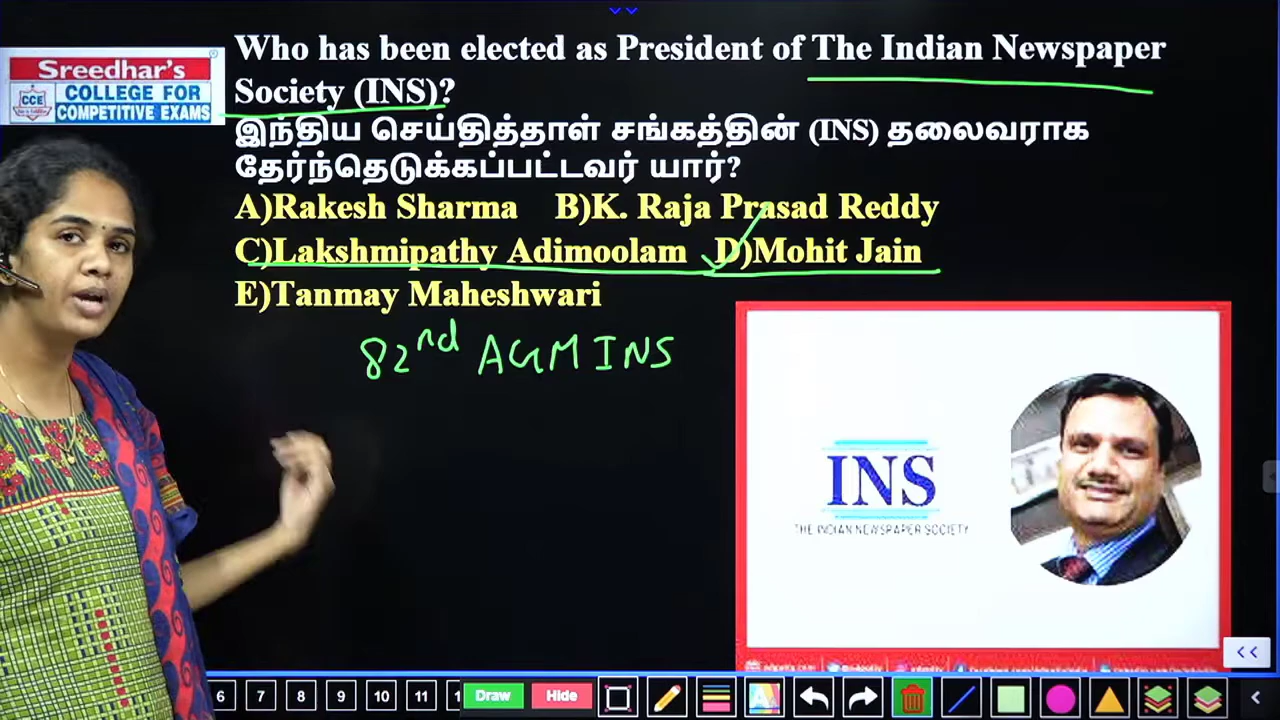 Who has been elected as President of The Indian Newspaper
Society (INS)?
இந்திய செய்தித்தாள் சங்கத்தின் (INS) தலைவராக
தேர்ந்தெடுக்கப்பட்டவர் யார்?
A)Rakesh Sharma B)K. Raja Prasad Reddy
C)Lakshmipathy Adimoolam D)Mohit Jain
E)Tanmay Maheshwari
82nd AGM INS
Sreedhar's
CCE
COLLEGE FOR
COMPETITIVE EXAMS
INS
THE INDIAN NEWSPAPER SOCIETY
6 7 8 9 10 11 Draw Hide